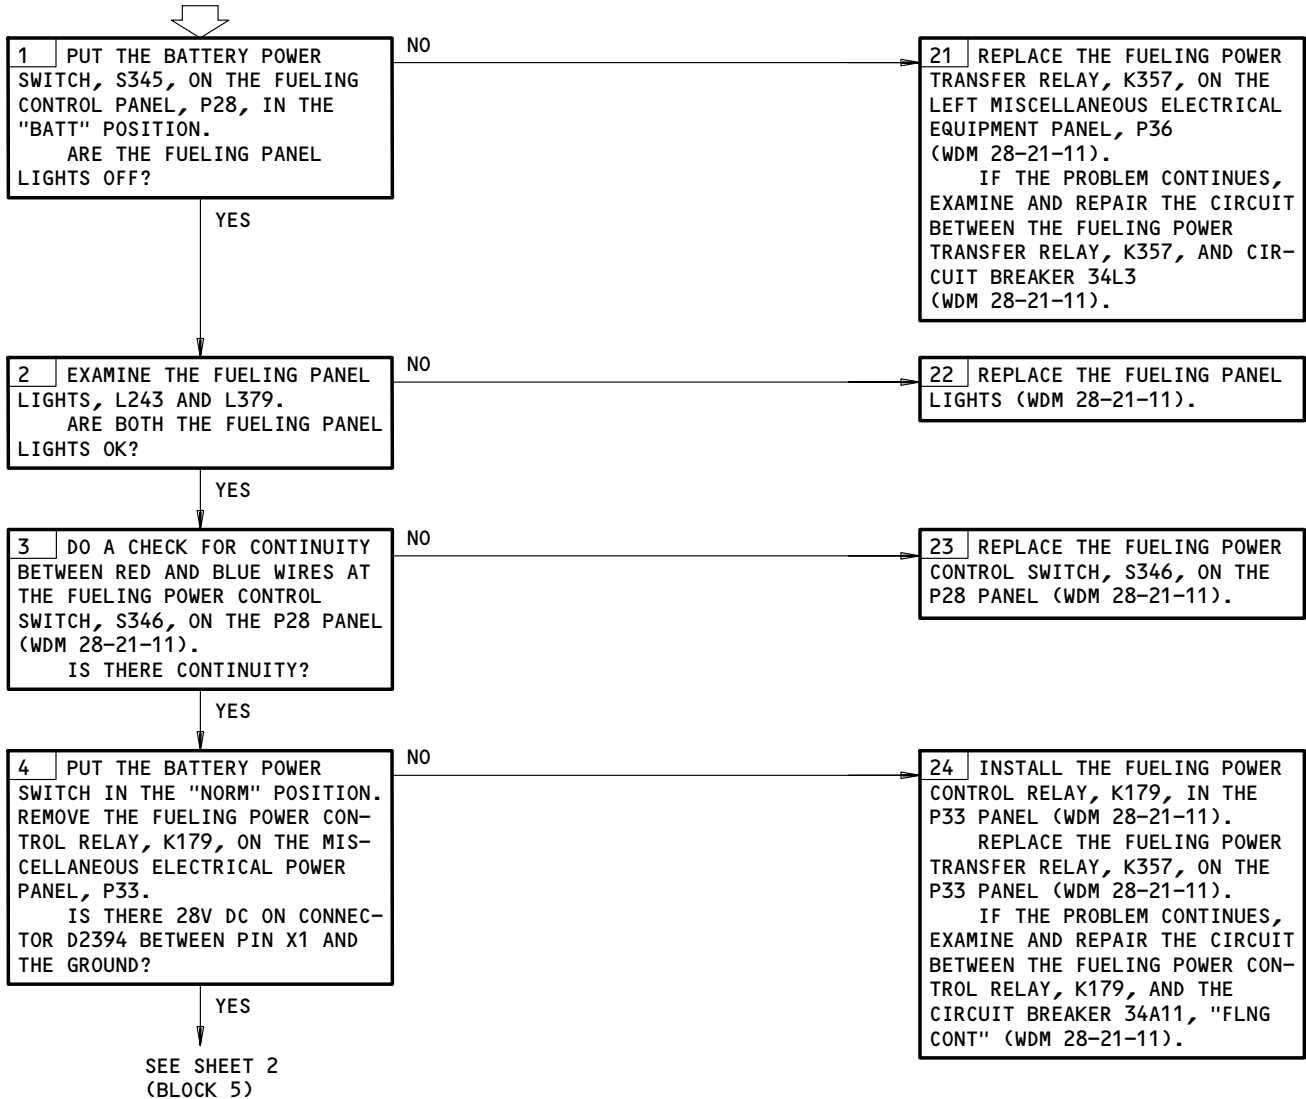 1 PUT THE BATTERY POWER
SWITCH, S345, ON THE FUELING
CONTROL PANEL, P28, IN THE
"BATT" POSITION.
ARE THE FUELING PANEL
LIGHTS OFF?
NO
YES
21 REPLACE THE FUELING POWER
TRANSFER RELAY, K357, ON THE
LEFT MISCELLANEOUS ELECTRICAL
EQUIPMENT PANEL, P36
(WDM 28-21-11).
IF THE PROBLEM CONTINUES,
EXAMINE AND REPAIR THE CIRCUIT
BETWEEN THE FUELING POWER
TRANSFER RELAY, K357, AND CIR-
CUIT BREAKER 34L3
(WDM 28-21-11).
2 EXAMINE THE FUELING PANEL
LIGHTS, L243 AND L379.
ARE BOTH THE FUELING PANEL
LIGHTS OK?
NO
YES
22 REPLACE THE FUELING PANEL
LIGHTS (WDM 28-21-11).
3 DO A CHECK FOR CONTINUITY
BETWEEN RED AND BLUE WIRES AT
THE FUELING POWER CONTROL
SWITCH, S346, ON THE P28 PANEL
(WDM 28-21-11).
IS THERE CONTINUITY?
NO
YES
23 REPLACE THE FUELING POWER
CONTROL SWITCH, S346, ON THE
P28 PANEL (WDM 28-21-11).
4 PUT THE BATTERY POWER
SWITCH IN THE "NORM" POSITION.
REMOVE THE FUELING POWER CON-
TROL RELAY, K179, ON THE MIS-
CELLANEOUS ELECTRICAL POWER
PANEL, P33.
IS THERE 28V DC ON CONNEC-
TOR D2394 BETWEEN PIN X1 AND
THE GROUND?
NO
YES
24 INSTALL THE FUELING POWER
CONTROL RELAY, K179, IN THE
P33 PANEL (WDM 28-21-11).
REPLACE THE FUELING POWER
TRANSFER RELAY, K357, ON THE
P33 PANEL (WDM 28-21-11).
IF THE PROBLEM CONTINUES,
EXAMINE AND REPAIR THE CIRCUIT
BETWEEN THE FUELING POWER CON-
TROL RELAY, K179, AND THE
CIRCUIT BREAKER 34A11, "FLNG
CONT" (WDM 28-21-11).
SEE SHEET 2
(BLOCK 5)